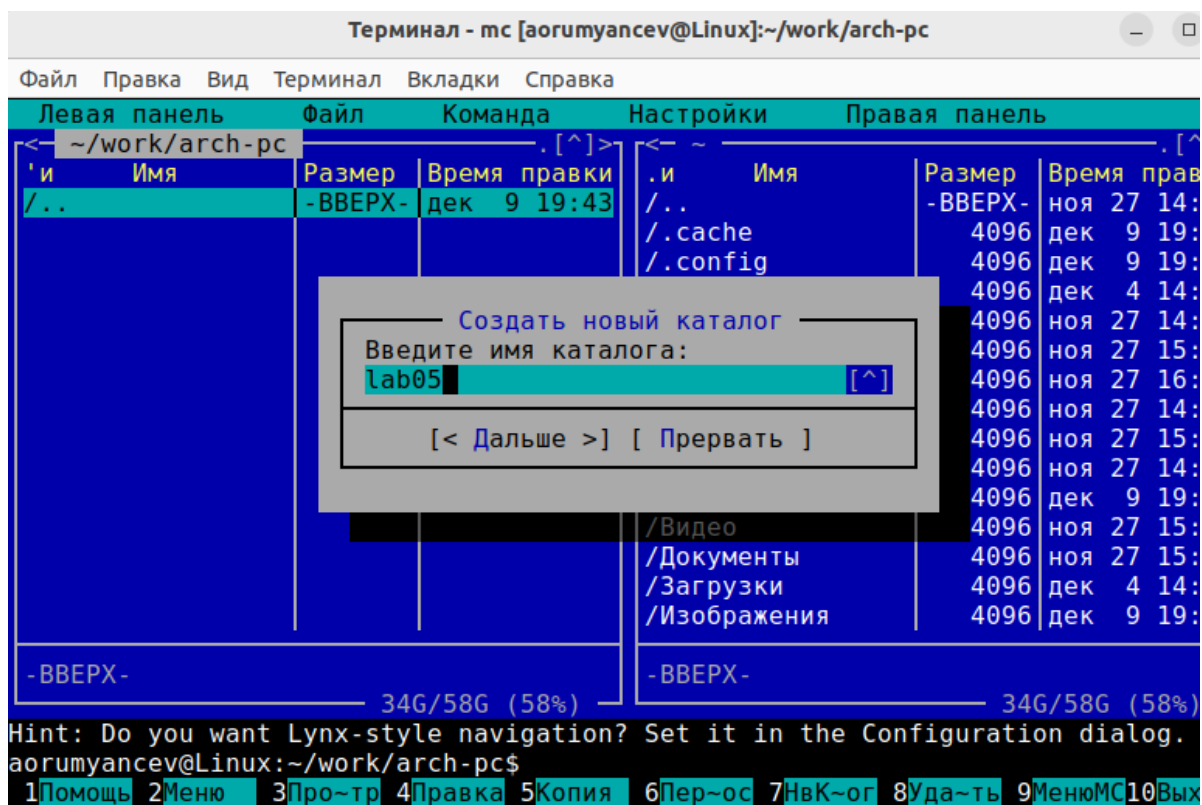 Терминал - mc [aorumyancev@Linux]:~/work/arch-pc
Файл Правка Вид Терминал Вкладки Справка
Левая панель Файл Команда Настройки Правая панель
<— ~/work/arch-pc .[^]> <— ~ .[^
'и Имя Размер Время правки .и Имя Размер Время прав
/.. -ВВЕРХ- дек 9 19:43 /.. -ВВЕРХ- ноя 27 14:
/.cache 4096 дек 9 19:
/.config 4096 дек 9 19:
4096 дек 4 14:
Создать новый каталог 4096 ноя 27 14:
Введите имя каталога: 4096 ноя 27 15:
lab05 [^] 4096 ноя 27 16:
4096 ноя 27 14:
[< Дальше >] [ Прервать ] 4096 ноя 27 15:
4096 ноя 27 14:
4096 дек 9 19:
/Видео 4096 ноя 27 15:
/Документы 4096 ноя 27 15:
/Загрузки 4096 дек 4 14:
/Изображения 4096 дек 9 19:
-ВВЕРХ- -ВВЕРХ-
34G/58G (58%) 34G/58G (58%)
Hint: Do you want Lynx-style navigation? Set it in the Configuration dialog.
aorumyancev@Linux:~/work/arch-pc$
1Помощь 2Меню 3Про~тр 4Правка 5Копия 6Пер~ос 7НвК~ог 8Уда~ть 9МенюMC 10Вых